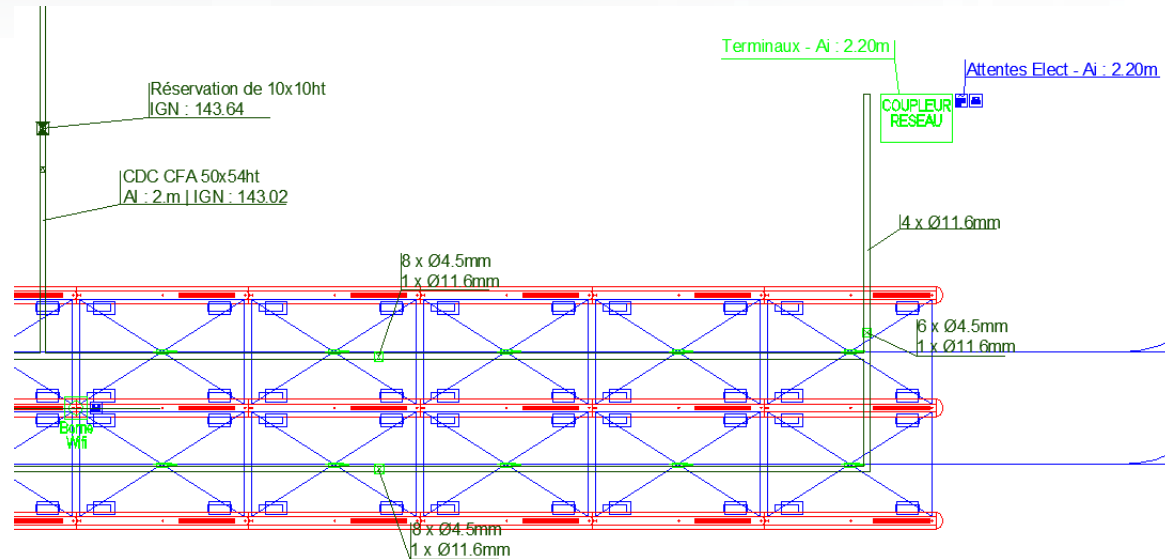 Terminaux - Ai : 2.20m
Attentes Elect - Ai : 2.20m
Réservation de 10x10ht
IGN : 143.64
COUPLEUR
RESEAU
CDC CFA 50x54ht
AI : 2.m | IGN : 143.02
4 x Ø11.6mm
8 x Ø4.5mm
1 x Ø11.6mm
6 x Ø4.5mm
1 x Ø11.6mm
Borne
Wifi
8 x Ø4.5mm
1 x Ø11.6mm